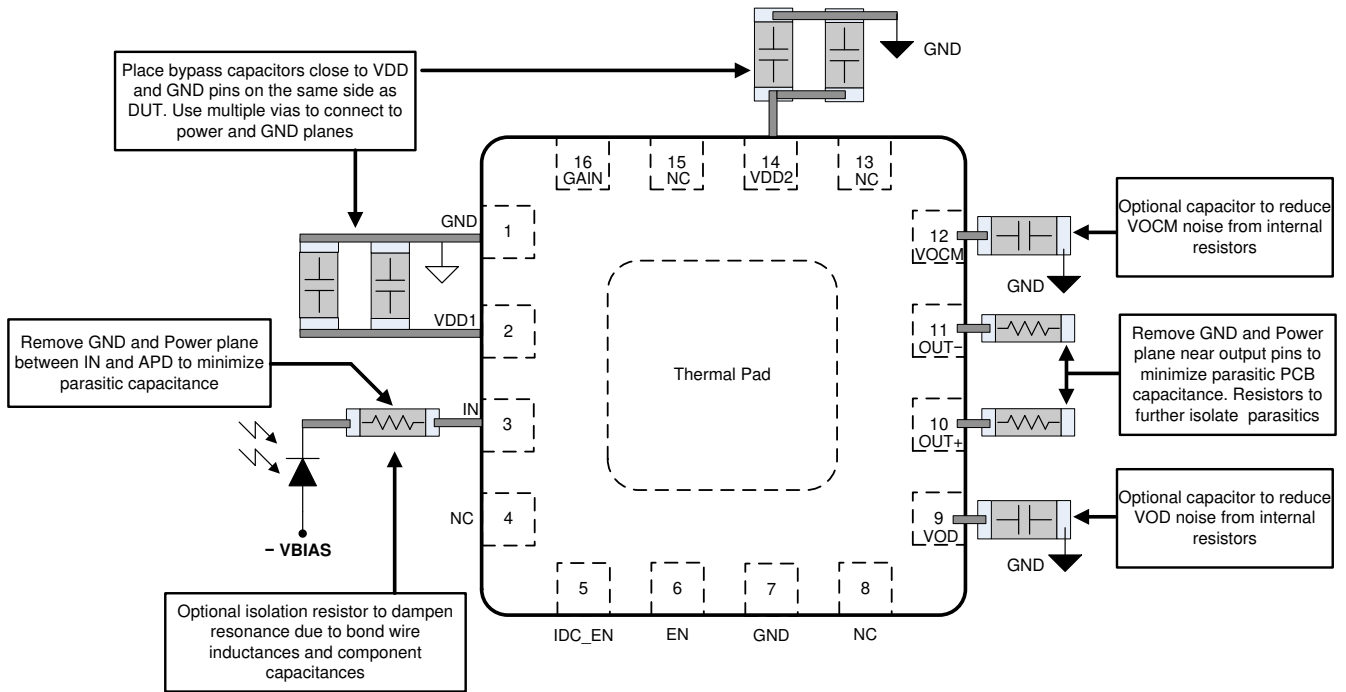 GND
Place bypass capacitors close to VDD
and GND pins on the same side as
DUT. Use multiple vias to connect to
power and GND planes
16
GAIN
15
NC
14
VDD2
13
NC
GND
1
12
VOCM
GND
Optional capacitor to reduce
VOCM noise from internal
resistors
VDD1
2
11
OUT−
Remove GND and Power plane
between IN and APD to minimize
parasitic capacitance
Thermal Pad
Remove GND and Power
plane near output pins to
minimize parasitic PCB
capacitance. Resistors to
further isolate parasitics
IN
3
10
OUT+
NC
4
9
VOD
GND
Optional capacitor to reduce
VOD noise from internal
resistors
− VBIAS
Optional isolation resistor to dampen
resonance due to bond wire
inductances and component
capacitances
5
6
7
8
IDC_EN
EN
GND
NC